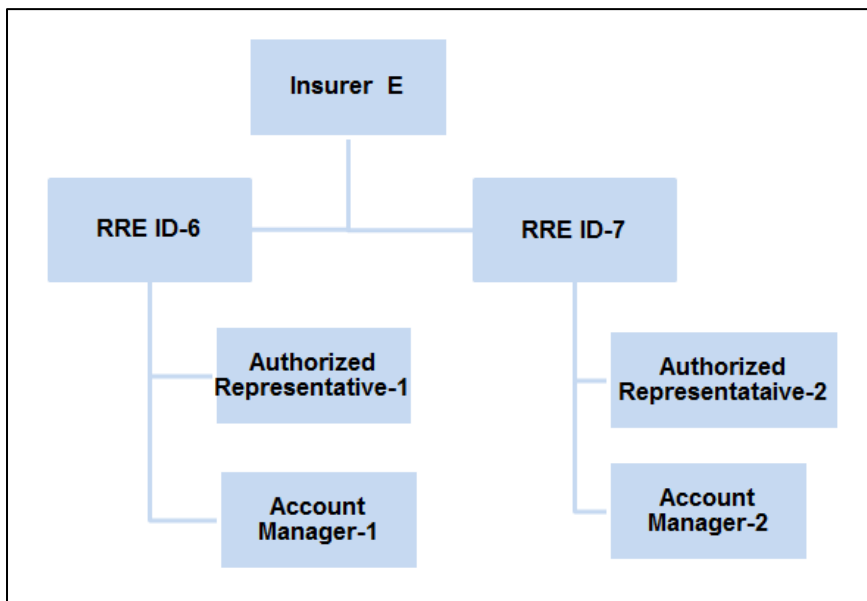 Insurer E
RRE ID-6
RRE ID-7
Authorized
Representative-1
Authorized
Representataive-2
Account
Manager-1
Account
Manager-2